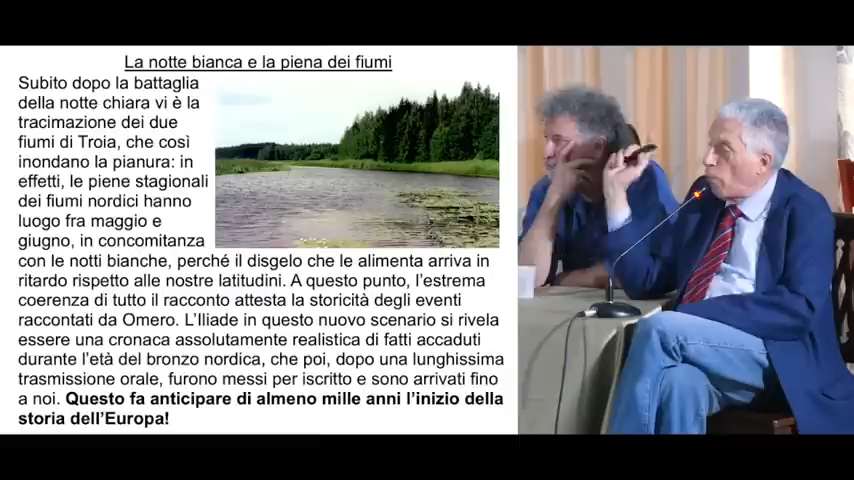 La notte bianca e la piena dei fiumi
Subito dopo la battaglia
della notte chiara vi è la
tracimazione dei due
fiumi di Troia, che così
inondano la pianura: in
effetti, le piene stagionali
dei fiumi nordici hanno
luogo fra maggio e
giugno, in concomitanza
con le notti bianche, perché il disgelo che le alimenta arriva in
ritardo rispetto alle nostre latitudini. A questo punto, l'estrema
coerenza di tutto il racconto attesta la storicità degli eventi
raccontati da Omero. L'Iliade in questo nuovo scenario si rivela
essere una cronaca assolutamente realistica di fatti accaduti
durante l'età del bronzo nordica, che poi, dopo una lunghissima
trasmissione orale, furono messi per iscritto e sono arrivati fino
a noi. Questo fa anticipare di almeno mille anni l'inizio della
storia dell'Europa!